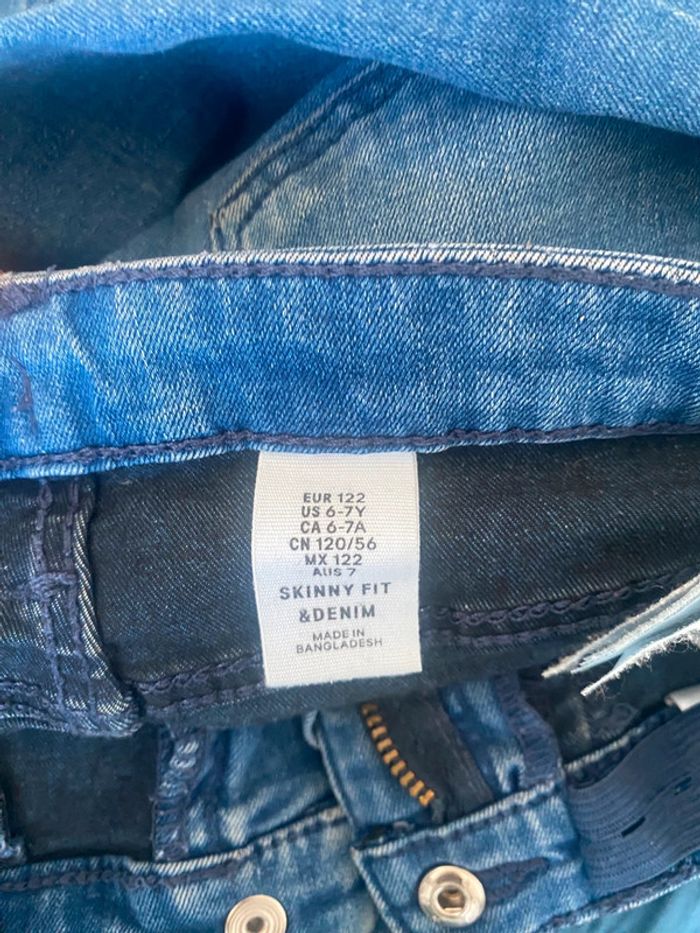 EUR 122
US 6-7Y
CA 6-7A
CN 120/56
MX 122
AUS 7
SKINNY FIT
&DENIM
MADE IN
BANGLADESH